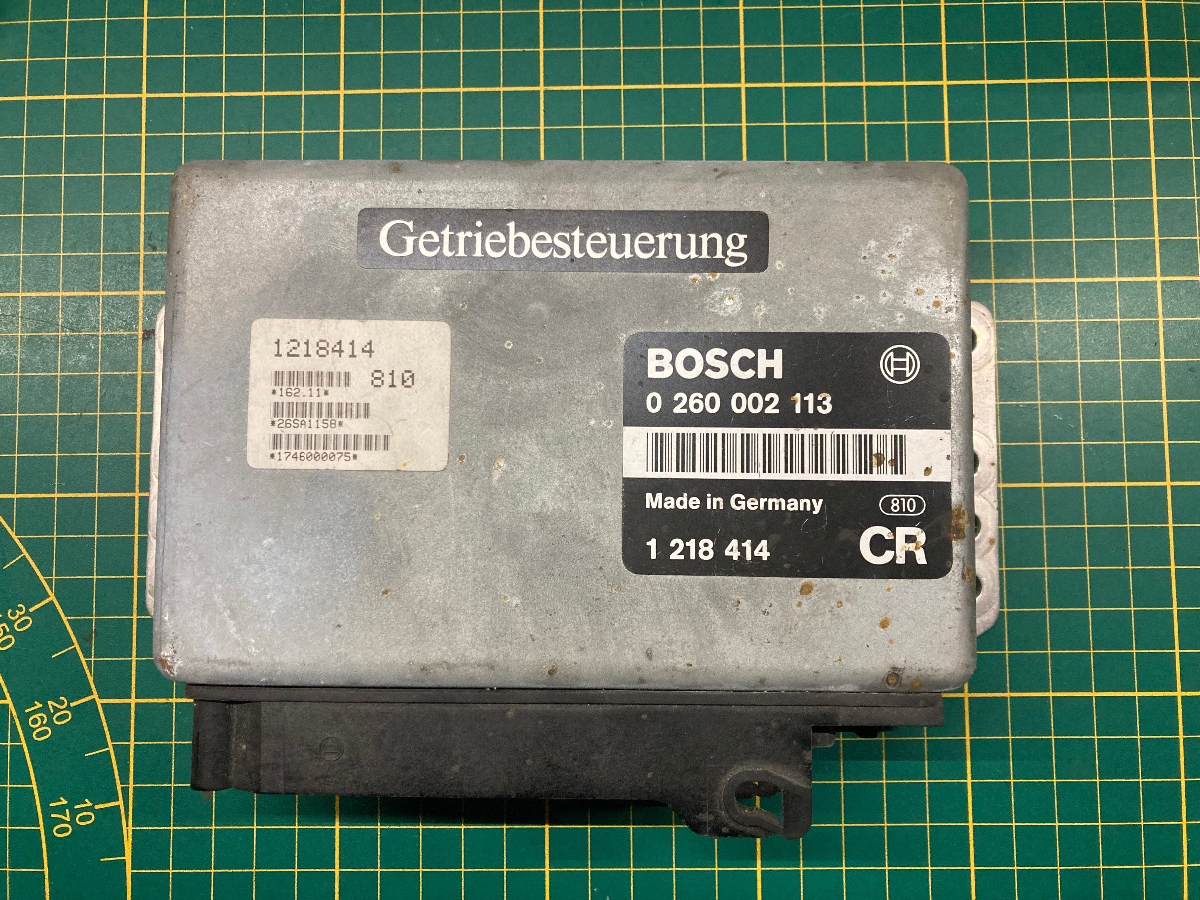 Getriebesteuerung
1218414
810
*162.11*
*26SA1158*
*1746000075*
BOSCH
0 260 002 113
Made in Germany
810
1 218 414
CR
30
150
20
160
10
170